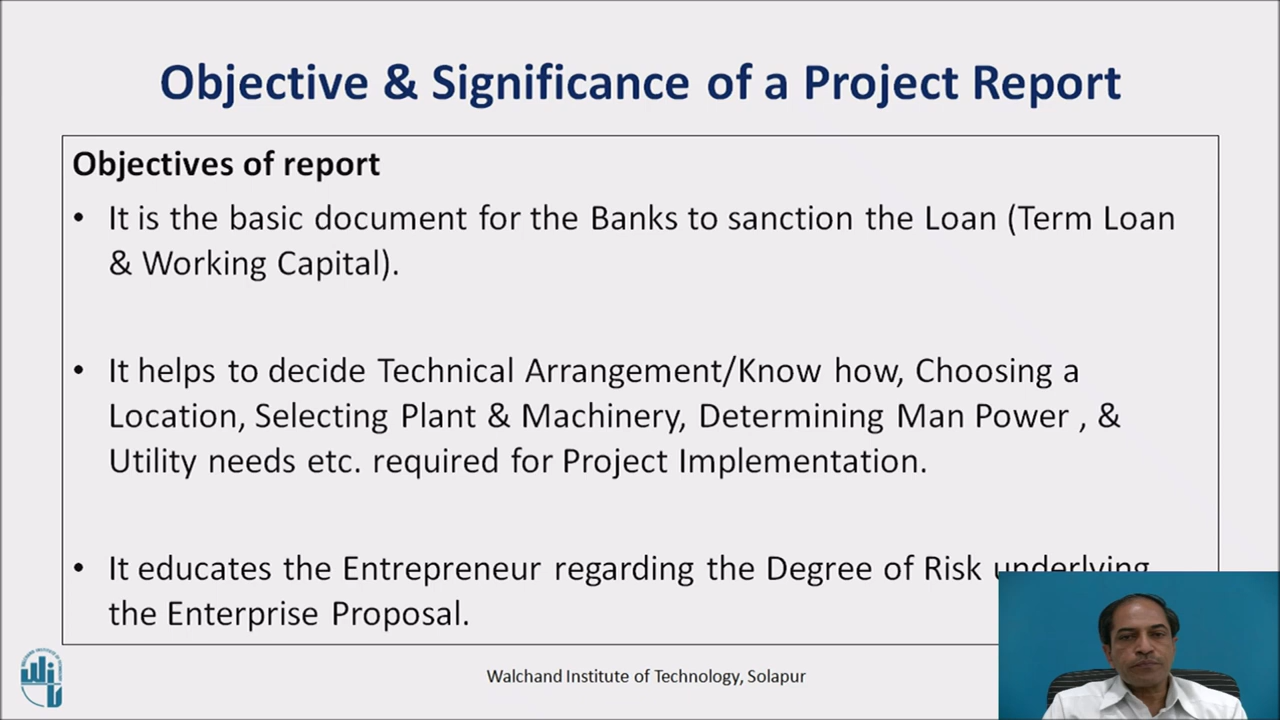 Objective & Significance of a Project Report
Objectives of report
• It is the basic document for the Banks to sanction the Loan (Term Loan
& Working Capital).
• It helps to decide Technical Arrangement/Know how, Choosing a
Location, Selecting Plant & Machinery, Determining Man Power , &
Utility needs etc. required for Project Implementation.
• It educates the Entrepreneur regarding the Degree of Risk underlying
the Enterprise Proposal.
Walchand Institute of Technology, Solapur